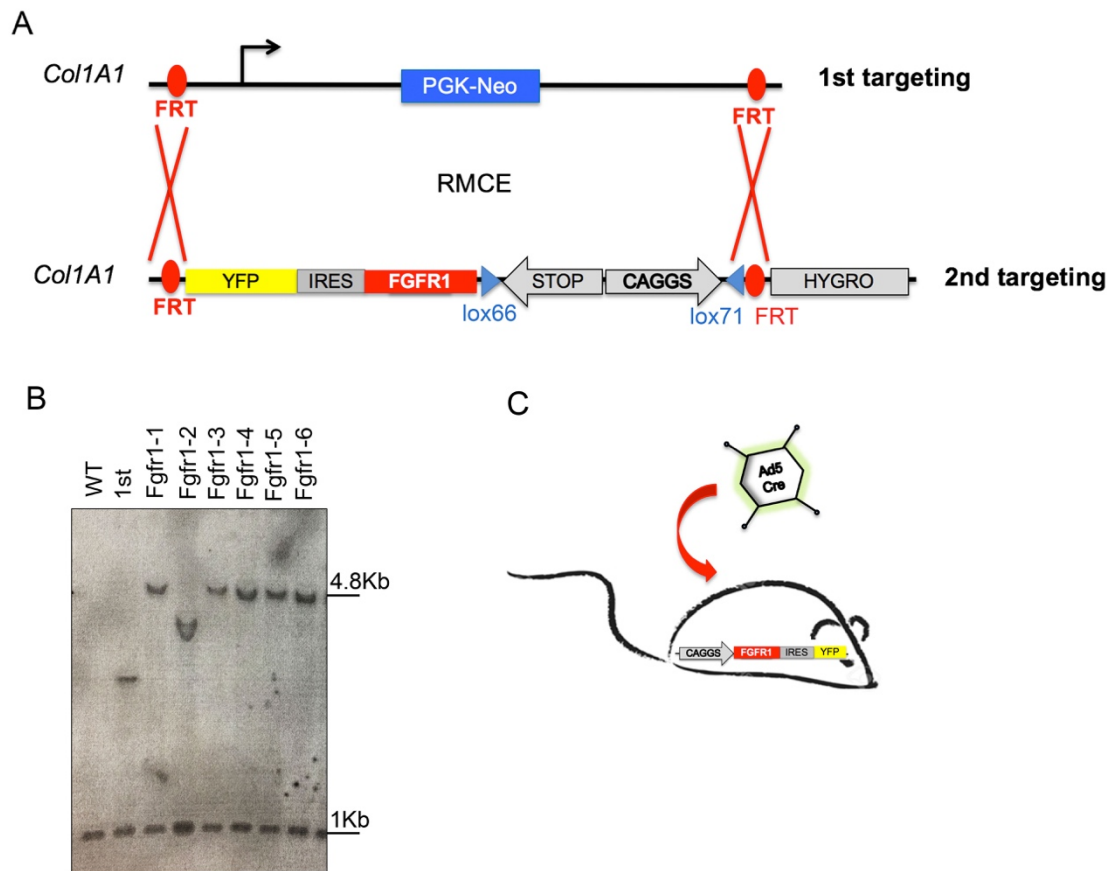 A
Col1A1
PGK-Neo
1st targeting
FRT
FRT
RMCE
Col1A1
YFP
IRES
FGFR1
STOP
CAGGS
HYGRO
2nd targeting
FRT
lox66
lox71
FRT
B
WT
1st
Fgfr1-1
Fgfr1-2
Fgfr1-3
Fgfr1-4
Fgfr1-5
Fgfr1-6
4.8Kb
1Kb
C
Ad5
Cre
CAGGS
FGFR1
IRES
YFP